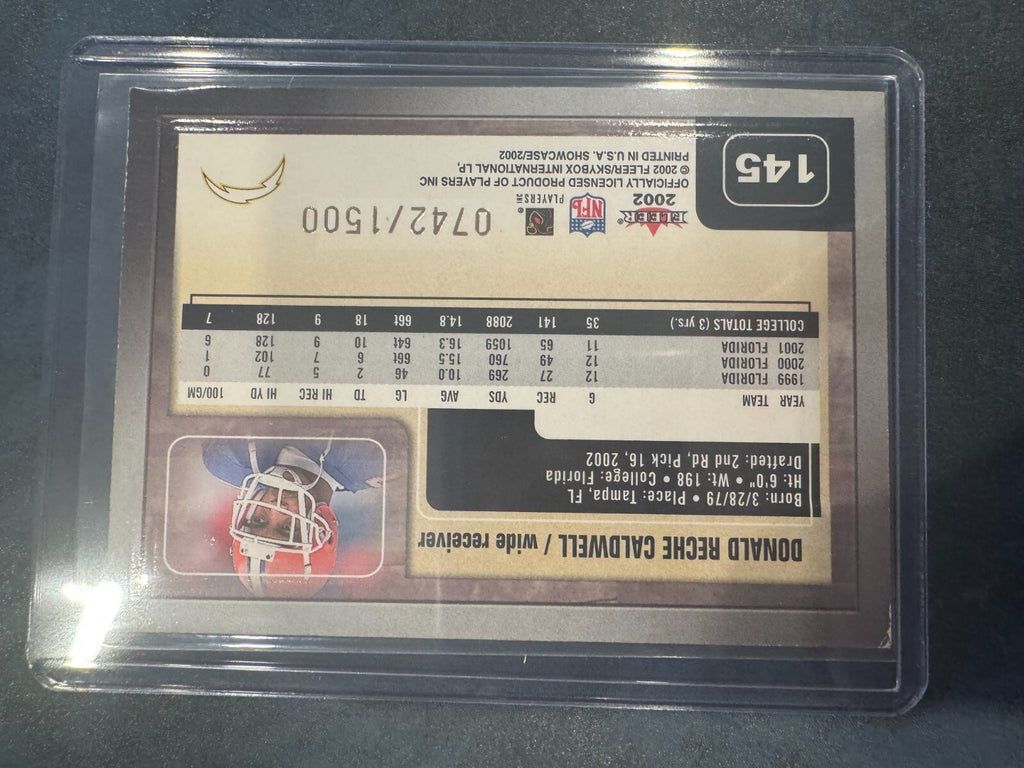 DONALD RECHE CALDWELL / wide receiver
Born: 3/28/79 • Place: Tampa, FL
Ht: 6'0" • Wt: 198 • College: Florida
Drafted: 2nd Rd, Pick 16, 2002
YEAR TEAM G REC YDS AVG LG TD HI REC HI YD 100/GM
1999 FLORIDA 12 27 269 10.0 46 2 5 77 0
2000 FLORIDA 12 49 760 15.5 66t 6 7 102 1
2001 FLORIDA 11 65 1059 16.3 64t 10 9 128 6
COLLEGE TOTALS (3 yrs.) 35 141 2088 14.8 66t 18 9 128 7
FLEER
2002
NFL
PLAYERS INC
0742/1500
OFFICIALLY LICENSED PRODUCT OF PLAYERS INC
© 2002 FLEER/SKYBOX INTERNATIONAL LP,
PRINTED IN U.S.A. SHOWCASE/2002
145